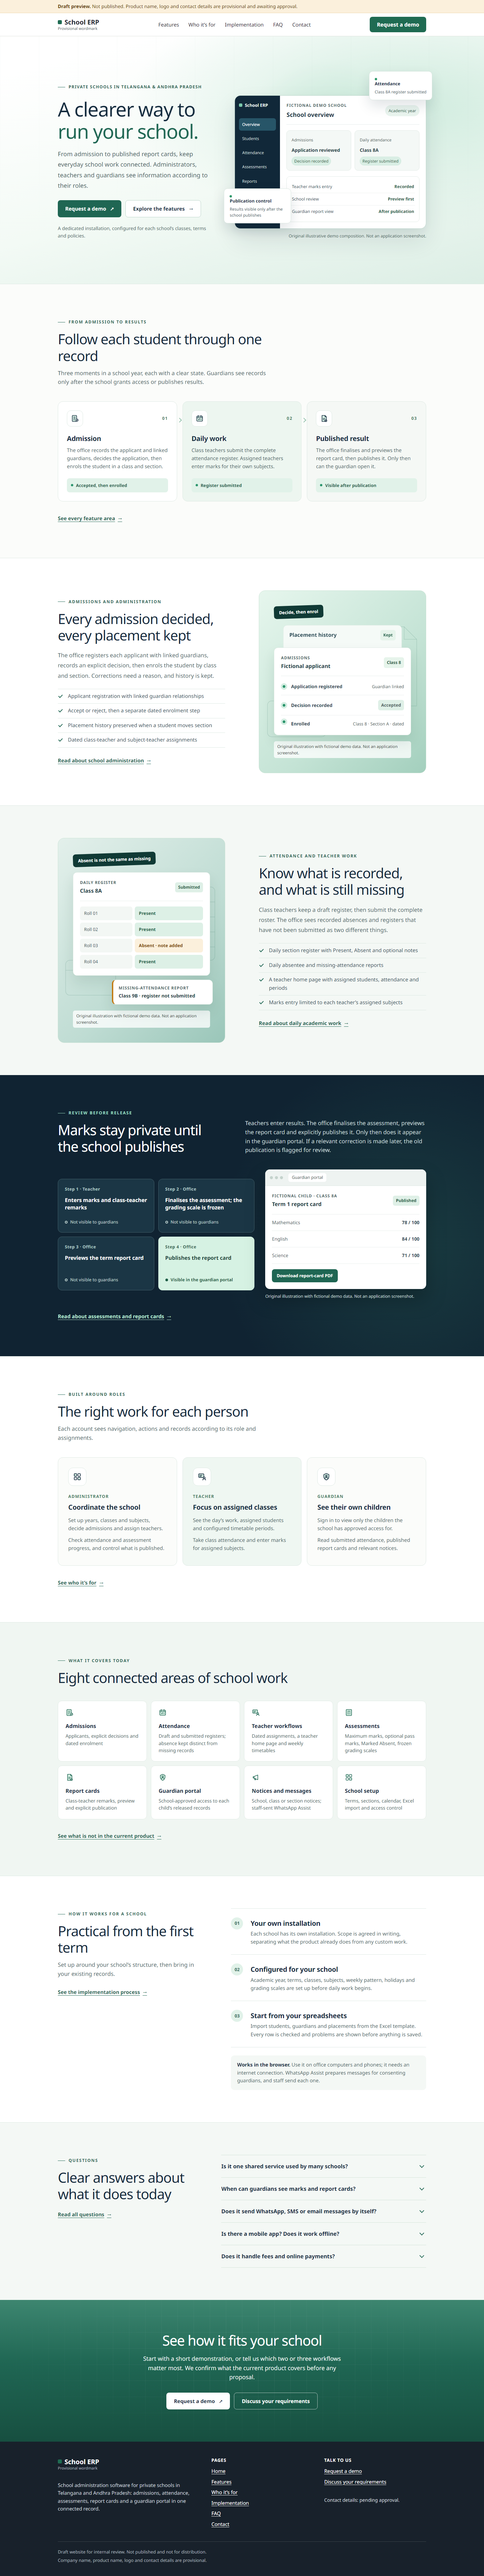 Draft preview. Not published. Product name, logo and contact details are provisional and awaiting approval.
School ERP
Provisional wordmark
Features
Who it's for
Implementation
FAQ
Contact
Request a demo
PRIVATE SCHOOLS IN TELANGANA & ANDHRA PRADESH
A clearer way to
run your school.
From admission to published report cards, keep
everyday school work connected. Administrators,
teachers and guardians see information according to
their roles.
Request a demo ↗
Explore the features →
A dedicated installation, configured for each school's classes, terms
and policies.
School ERP
Overview
Students
Attendance
Assessments
Reports
FICTIONAL DEMO SCHOOL
School overview
Academic year
Admissions
Application reviewed
Decision recorded
Daily attendance
Class 8A
Register submitted
Teacher marks entry
Recorded
School review
Preview first
Guardian report view
After publication
Attendance
Class 8A register submitted
Publication control
Results visible only after the
school publishes
Original illustrative demo composition. Not an application screenshot.
FROM ADMISSION TO RESULTS
Follow each student through one
record
Three moments in a school year, each with a clear state. Guardians see records
only after the school grants access or publishes results.
01
Admission
The office records the applicant and linked
guardians, decides the application, then
enrols the student in a class and section.
Accepted, then enrolled
02
Daily work
Class teachers submit the complete
attendance register. Assigned teachers
enter marks for their own subjects.
Register submitted
03
Published result
The office finalises and previews the
report card, then publishes it. Only then
can the guardian open it.
Visible after publication
See every feature area →
ADMISSIONS AND ADMINISTRATION
Every admission decided,
every placement kept
The office registers each applicant with linked guardians,
records an explicit decision, then enrols the student by class
and section. Corrections need a reason, and history is kept.
Applicant registration with linked guardian relationships
Accept or reject, then a separate dated enrolment step
Placement history preserved when a student moves section
Dated class-teacher and subject-teacher assignments
Read about school administration →
Decide, then enrol
Placement history
Kept
ADMISSIONS
Fictional applicant
Class 8
Application registered
Guardian linked
Decision recorded
Accepted
Enrolled
Class 8 · Section A · dated
Original illustration with fictional demo data. Not an application
screenshot.
Absent is not the same as missing
DAILY REGISTER
Class 8A
Submitted
Roll 01
Present
Roll 02
Present
Roll 03
Absent · note added
Roll 04
Present
MISSING-ATTENDANCE REPORT
Class 9B · register not submitted
Original illustration with fictional demo data. Not an application
screenshot.
ATTENDANCE AND TEACHER WORK
Know what is recorded,
and what is still missing
Class teachers keep a draft register, then submit the complete
roster. The office sees recorded absences and registers that
have not been submitted as two different things.
Daily section register with Present, Absent and optional notes
Daily absentee and missing-attendance reports
A teacher home page with assigned students, attendance and
periods
Marks entry limited to each teacher's assigned subjects
Read about daily academic work →
REVIEW BEFORE RELEASE
Marks stay private until
the school publishes
Teachers enter results. The office finalises the assessment, previews
the report card and explicitly publishes it. Only then does it appear
in the guardian portal. If a relevant correction is made later, the old
publication is flagged for review.
Step 1 · Teacher
Enters marks and class-teacher
remarks
Not visible to guardians
Step 2 · Office
Finalises the assessment; the
grading scale is frozen
Not visible to guardians
Step 3 · Office
Previews the term report card
Not visible to guardians
Step 4 · Office
Publishes the report card
Visible in the guardian portal
Guardian portal
FICTIONAL CHILD · CLASS 8A
Term 1 report card
Published
Mathematics
78 / 100
English
84 / 100
Science
71 / 100
Download report-card PDF
Original illustration with fictional demo data. Not an application screenshot.
Read about assessments and report cards →
BUILT AROUND ROLES
The right work for each person
Each account sees navigation, actions and records according to its role and
assignments.
ADMINISTRATOR
Coordinate the school
Set up years, classes and subjects,
decide admissions and assign teachers.
Check attendance and assessment
progress, and control what is published.
TEACHER
Focus on assigned classes
See the day's work, assigned students
and configured timetable periods.
Take class attendance and enter marks
for assigned subjects.
GUARDIAN
See their own children
Sign in to view only the children the
school has approved access for.
Read submitted attendance, published
report cards and relevant notices.
See who it's for →
WHAT IT COVERS TODAY
Eight connected areas of school work
Admissions
Applicants, explicit decisions and
dated enrolment
Attendance
Draft and submitted registers;
absence kept distinct from
missing records
Teacher workflows
Dated assignments, a teacher
home page and weekly
timetables
Assessments
Maximum marks, optional pass
marks, Marked Absent, frozen
grading scales
Report cards
Class-teacher remarks, preview
and explicit publication
Guardian portal
School-approved access to each
child's released records
Notices and messages
School, class or section notices;
staff-sent WhatsApp Assist
School setup
Terms, sections, calendar, Excel
import and access control
See what is not in the current product →
HOW IT WORKS FOR A SCHOOL
Practical from the first
term
Set up around your school's structure, then bring in
your existing records.
See the implementation process →
01
Your own installation
Each school has its own installation. Scope is agreed in writing,
separating what the product already does from any custom work.
02
Configured for your school
Academic year, terms, classes, subjects, weekly pattern, holidays and
grading scales are set up before daily work begins.
03
Start from your spreadsheets
Import students, guardians and placements from the Excel template.
Every row is checked and problems are shown before anything is saved.
Works in the browser. Use it on office computers and phones; it needs an
internet connection. WhatsApp Assist prepares messages for consenting
guardians, and staff send each one.
QUESTIONS
Clear answers about
what it does today
Read all questions →
Is it one shared service used by many schools?
When can guardians see marks and report cards?
Does it send WhatsApp, SMS or email messages by itself?
Is there a mobile app? Does it work offline?
Does it handle fees and online payments?
See how it fits your school
Start with a short demonstration, or tell us which two or three workflows
matter most. We confirm what the current product covers before any
proposal.
Request a demo ↗
Discuss your requirements
School ERP
Provisional wordmark
School administration software for private schools in
Telangana and Andhra Pradesh: admissions, attendance,
assessments, report cards and a guardian portal in one
connected record.
PAGES
Home
Features
Who it's for
Implementation
FAQ
Contact
TALK TO US
Request a demo
Discuss your requirements
Contact details: pending approval.
Draft website for internal review. Not published and not for distribution.
Company name, product name, logo and contact details are provisional.